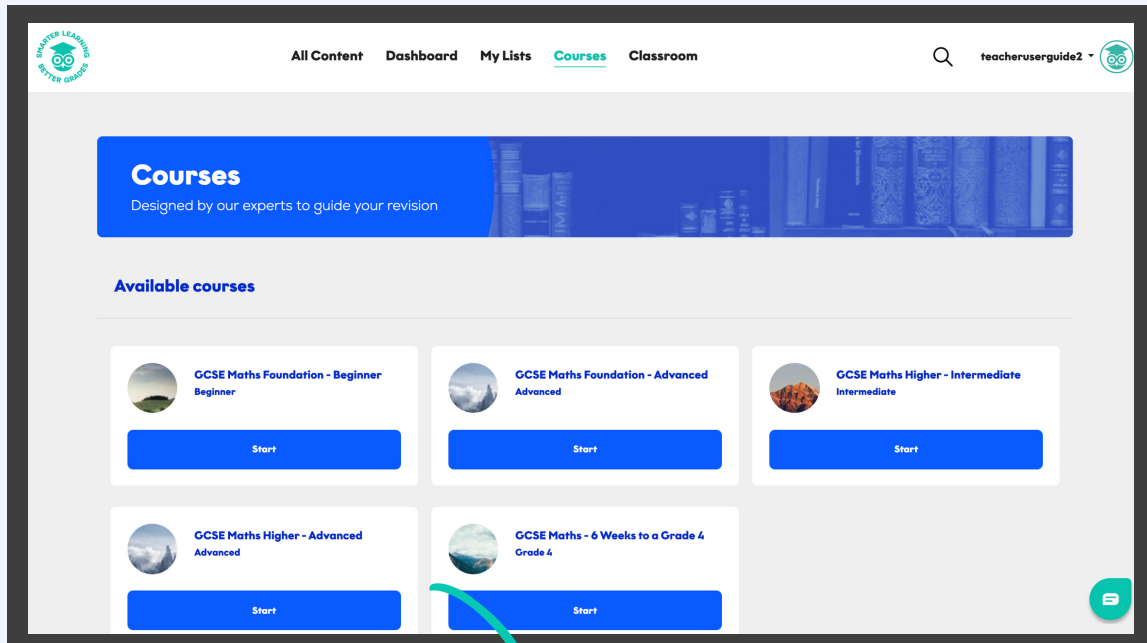 SMARTER LEARNING
BETTER GRADES
All Content Dashboard My Lists Courses Classroom
teacheruserguide2
Courses
Designed by our experts to guide your revision
Available courses
GCSE Maths Foundation - Beginner
Beginner
Start
GCSE Maths Foundation - Advanced
Advanced
Start
GCSE Maths Higher - Intermediate
Intermediate
Start
GCSE Maths Higher - Advanced
Advanced
Start
GCSE Maths - 6 Weeks to a Grade 4
Grade 4
Start